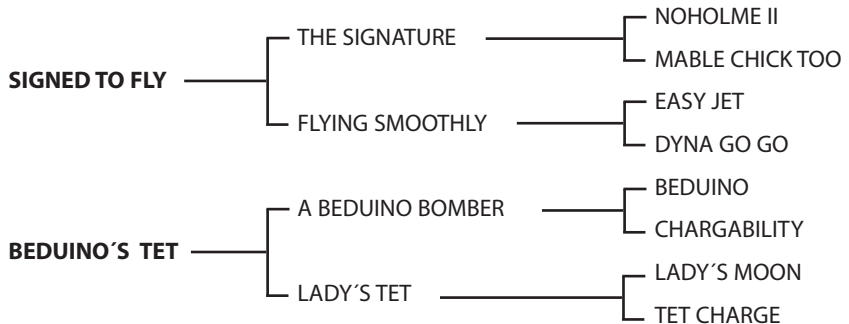 NOHOLME II
THE SIGNATURE
MABLE CHICK TOO
SIGNED TO FLY
EASY JET
FLYING SMOOTHLY
DYNA GO GO
BEDUINO
A BEDUINO BOMBER
CHARGABILITY
BEDUINO´S TET
LADY´S MOON
LADY´S TET
TET CHARGE